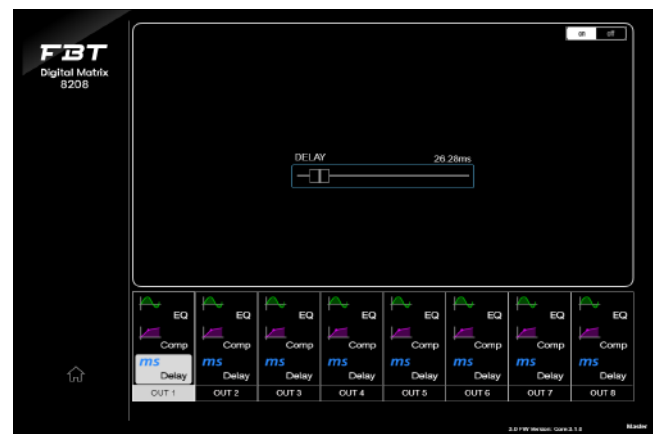 FBT
Digital Matrix
8208
on off
DELAY 26.28ms
EQ EQ EQ EQ EQ EQ EQ EQ
Comp Comp Comp Comp Comp Comp Comp Comp
ms ms ms ms ms ms ms ms
Delay Delay Delay Delay Delay Delay Delay Delay
OUT 1 OUT 2 OUT 3 OUT 4 OUT 5 OUT 6 OUT 7 OUT 8
FW Version: Master